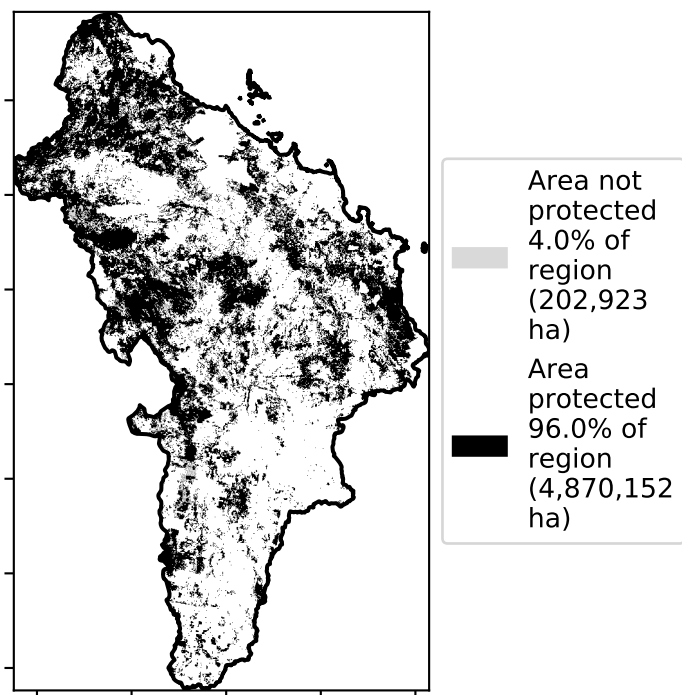 Area not
protected
4.0% of
region
(202,923
ha)
Area
protected
96.0% of
region
(4,870,152
ha)